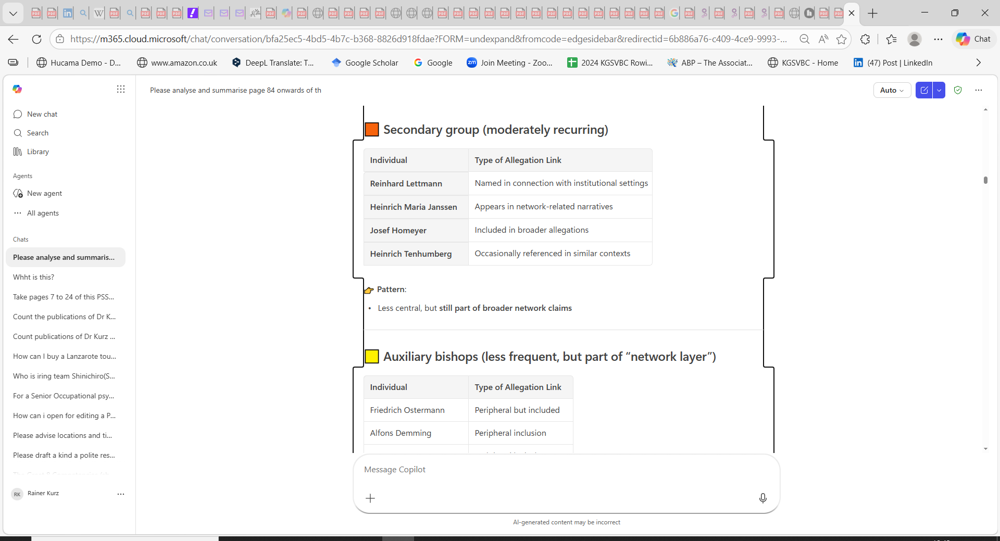 https://m365.cloud.microsoft/chat/conversation/bfa25ec5-4bd5-4b7c-b368-8826d918fdae?FORM=undexpand&fromcode=edgesidebar&redirectid=6b886a76-c409-4ce9-9993-...
Chat
Hucama Demo - D...
www.amazon.co.uk
DeepL Translate: T...
Google Scholar
Google
Join Meeting - Zoo...
2024 KGSVBC Rowi...
ABP – The Associat...
KGSVBC - Home
(47) Post | LinkedIn
Please analyse and summarise page 84 onwards of th
Auto
New chat
Search
Library
Agents
New agent
All agents
Chats
Please analyse and summaris...
Whht is this?
Take pages 7 to 24 of this PSS...
Count the publications of Dr K...
Count publications of Dr Kurz ...
How can I buy a Lanzarote tou...
Who is iring team Shinichiro(S...
For a Senior Occupational psy...
How can i open for editing a P...
Please advise locations and ti...
Please draft a kind a polite res...
RK Rainer Kurz
Secondary group (moderately recurring)
Individual Type of Allegation Link
Reinhard Lettmann Named in connection with institutional settings
Heinrich Maria Janssen Appears in network-related narratives
Josef Homeyer Included in broader allegations
Heinrich Tenhumberg Occasionally referenced in similar contexts
Pattern:
• Less central, but still part of broader network claims
Auxiliary bishops (less frequent, but part of “network layer”)
Individual Type of Allegation Link
Friedrich Ostermann Peripheral but included
Alfons Demming Peripheral inclusion
Message Copilot
AI-generated content may be incorrect